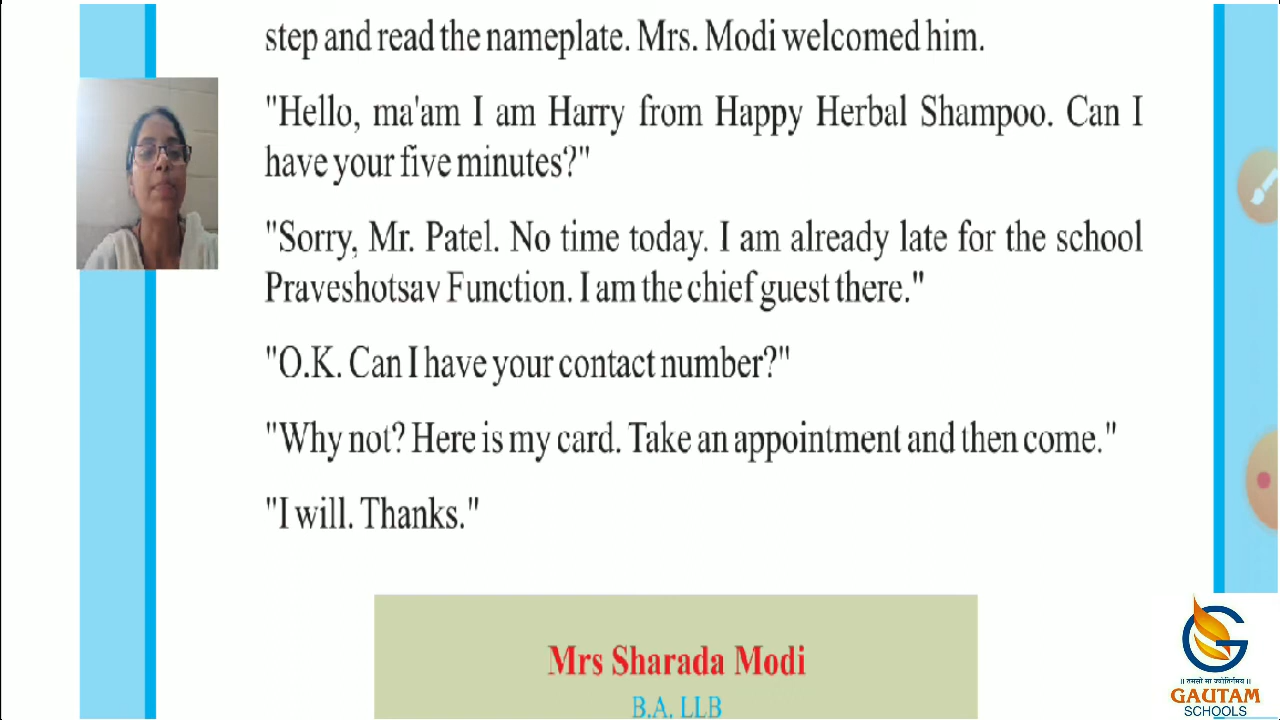 step and read the nameplate. Mrs. Modi welcomed him.
"Hello, ma'am I am Harry from Happy Herbal Shampoo. Can I
have your five minutes?"
"Sorry, Mr. Patel. No time today. I am already late for the school
Praveshotsav Function. I am the chief guest there."
"O.K. Can I have your contact number?"
"Why not? Here is my card. Take an appointment and then come."
"I will. Thanks."
Mrs Sharada Modi
B.A. LLB
॥ तमसो मा ज्योतिर्गमय ॥
GAUTAM
SCHOOLS